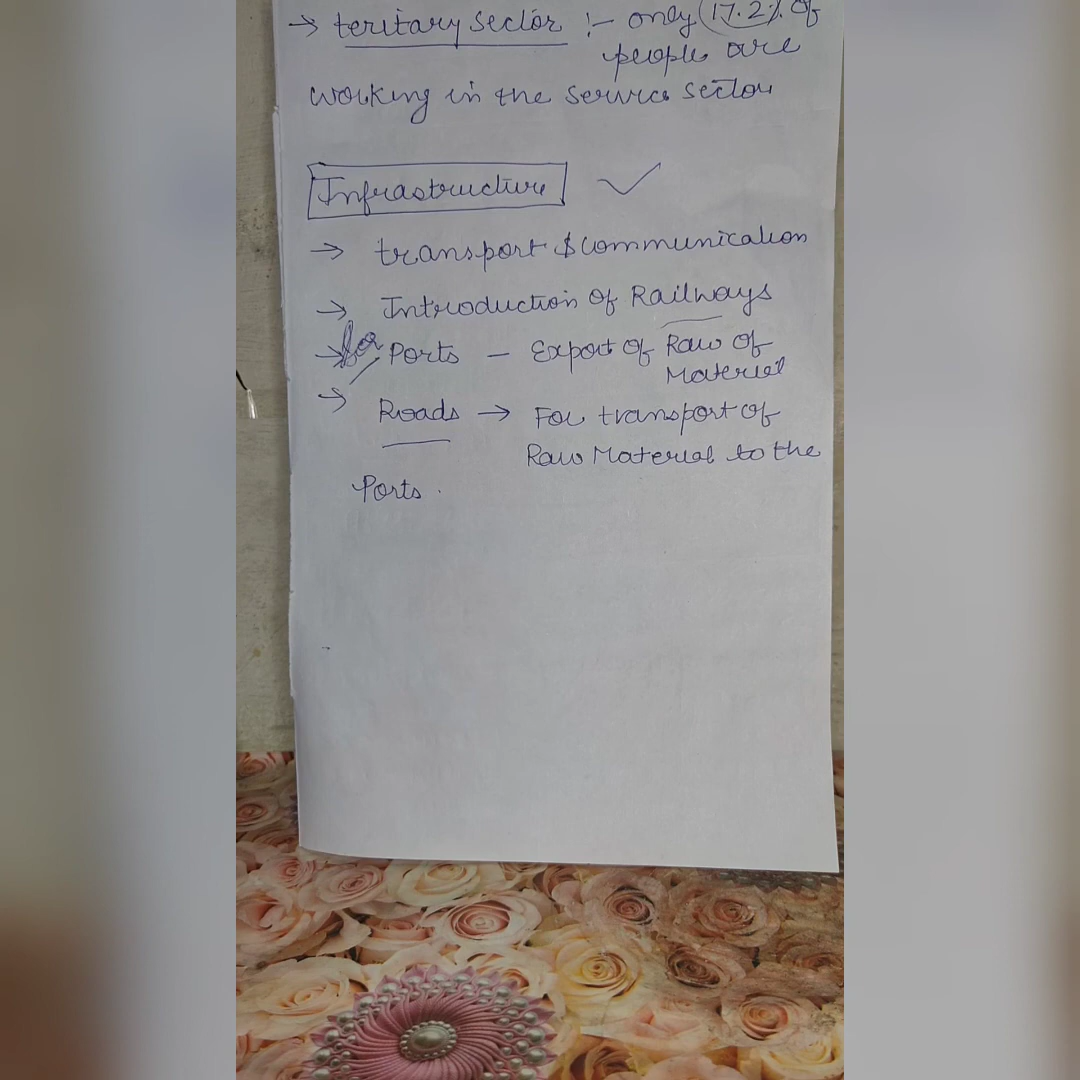 → teritary sector :- only (17.2%) of
people are
working in the service sector
Infrastructure ✓
→ transport & communication
→ Introduction of Railways
→ Ports - Export of Raw of
Material
→ Roads → For transport of
Raw Material to the
Ports.